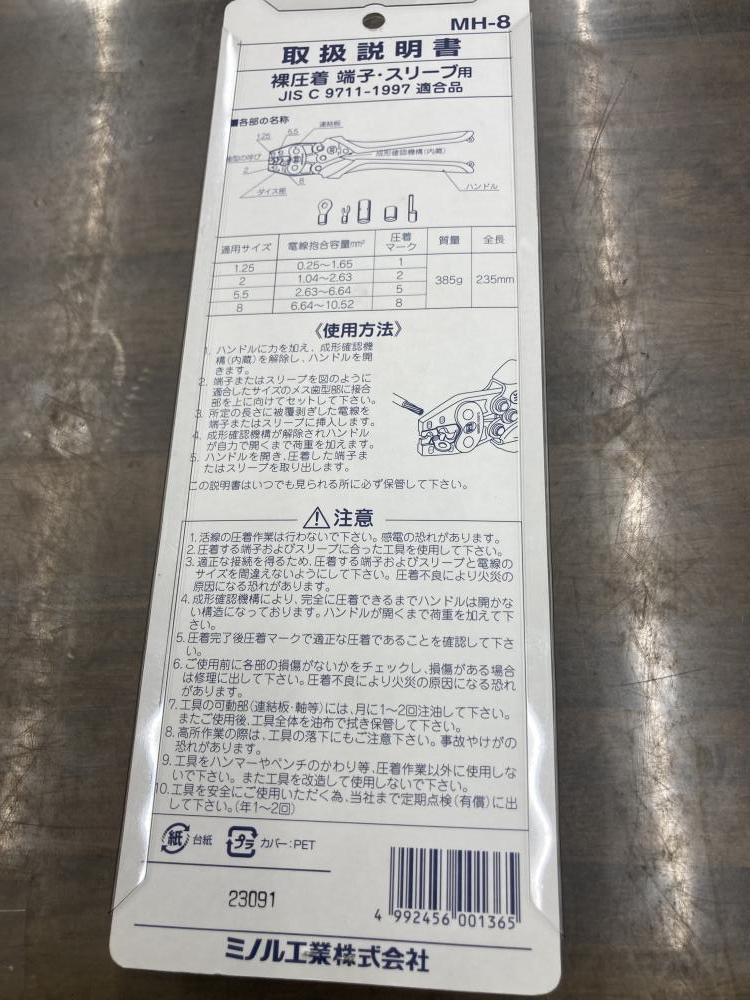 MH-8
取扱説明書
裸圧着 端子・スリーブ用
JIS C 9711-1997 適合品
■各部の名称
1.25
5.5
連結板
歯型の呼び
成形確認機構(内蔵)
2
8
ダイス部
ハンドル
適用サイズ 電線抱合容量mm² 圧着マーク 質量 全長
1.25 0.25〜1.65 1
2 1.04〜2.63 2
385g 235mm
5.5 2.63〜6.64 5
8 6.64〜10.52 8
《使用方法》
1. ハンドルに力を加え、成形確認機
構(内蔵)を解除し、ハンドルを開
きます。
2. 端子またはスリーブを図のように
適合したサイズのメス歯型部に接合
部を上に向けてセットして下さい。
3. 所定の長さに被覆剥ぎした電線を
端子またはスリーブに挿入します。
4. 成形確認機構が解除されハンドル
が自力で開くまで荷重を加えます。
5. ハンドルを開き、圧着した端子ま
たはスリーブを取り出します。
この説明書はいつでも見られる所に必ず保管して下さい。
注意
1. 活線の圧着作業は行わないで下さい。感電の恐れがあります。
2. 圧着する端子およびスリーブに合った工具を使用して下さい。
3. 適正な接続を得るため、圧着する端子およびスリーブと電線の
サイズを間違えないようにして下さい。圧着不良により火災の
原因になる恐れがあります。
4. 成形確認機構により、完全に圧着できるまでハンドルは開かな
い構造になっております。ハンドルが開くまで荷重を加えて下
さい。
5. 圧着完了後圧着マークで適正な圧着であることを確認して下さ
い。
6. ご使用前に各部の損傷がないかをチェックし、損傷がある場合
は修理に出して下さい。圧着不良により火災の原因になる恐れ
があります。
7. 工具の可動部(連結板・軸等)には、月に1〜2回注油して下さい。
またご使用後、工具全体を油布で拭き保管して下さい。
8. 高所作業の際は、工具の落下にもご注意下さい。事故やけがの
恐れがあります。
9. 工具をハンマーやペンチのかわり等、圧着作業以外に使用しな
いで下さい。また工具を改造して使用しないで下さい。
10. 工具を安全にご使用いただく為、当社まで定期点検(有償)に出
して下さい。(年1〜2回)
紙 台紙 プラ カバー:PET
23091
4 992456 001365
ミノル工業株式会社